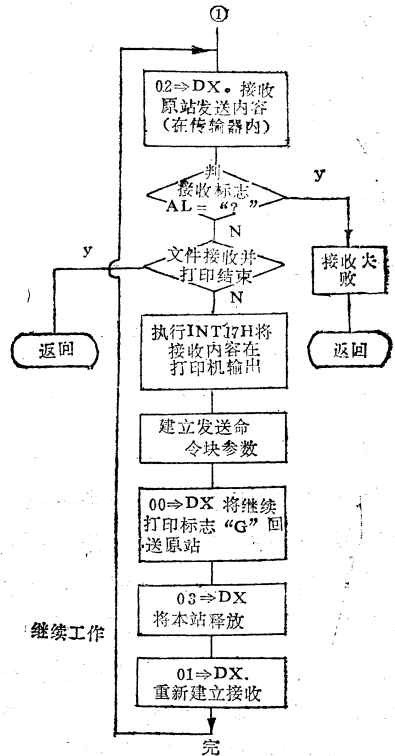 ①
02⇒DX。接收
原站发送内容
(在传输器内)
判
接收标志
AL=“?”
y
N
文件接收并
打印结束
y
N
接收失
败
返回
返回
执行INT17H将
接收内容在
打印机输出
建立发送命
令块参数
00⇒DX 将继续
打印标志“G”回
送原站
03⇒DX
将本站释放
继续工作
01⇒DX.
重新建立接收
完